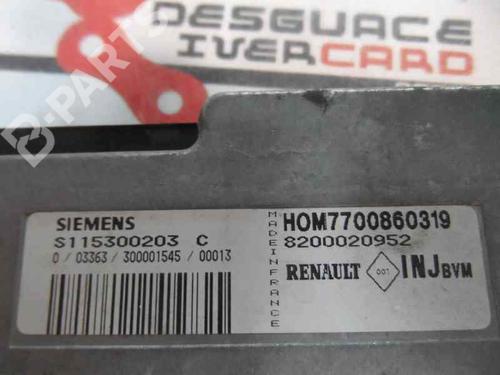 DESGUACE
IVERCARD
B-PARTS
SIEMENS
S115300203 C
0 / 03363 / 300001545 / 00013
MADE IN FRANCE
HOM7700860319
8200020952
RENAULT 001 INJ BVM